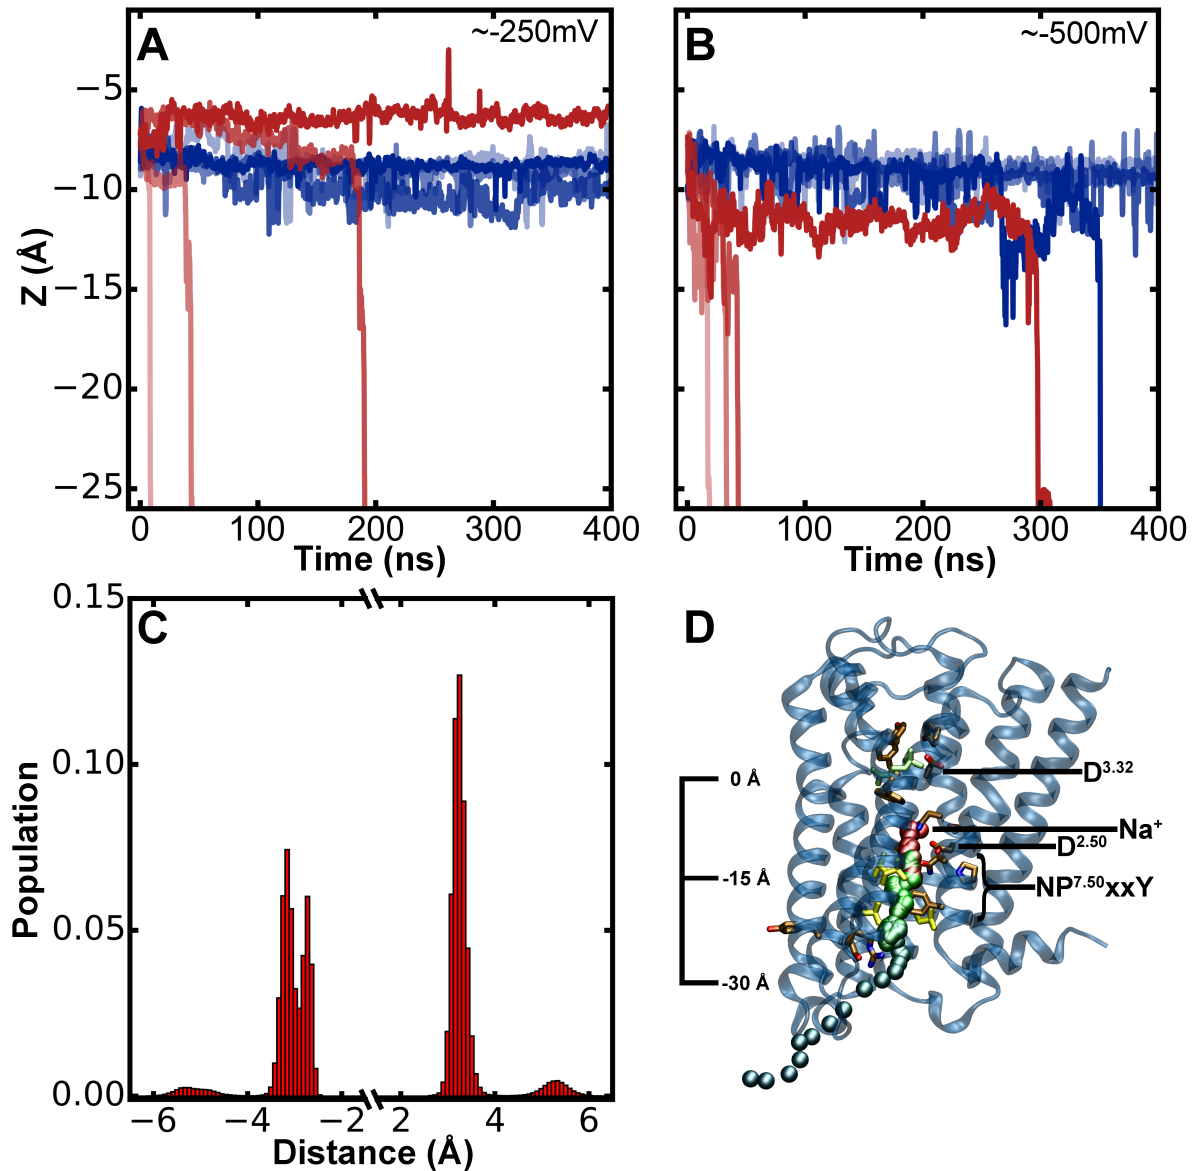 A
~-250mV
B
~-500mV
Z (Å)
−5
−10
−15
−20
−25
0 100 200 300 400
Time (ns)
0 100 200 300 400
Time (ns)
C
Population
0.15
0.10
0.05
0.00
−6 −4 −2 2 4 6
Distance (Å)
D
0 Å
-15 Å
-30 Å
D3.32
Na+
D2.50
NP7.50xxY